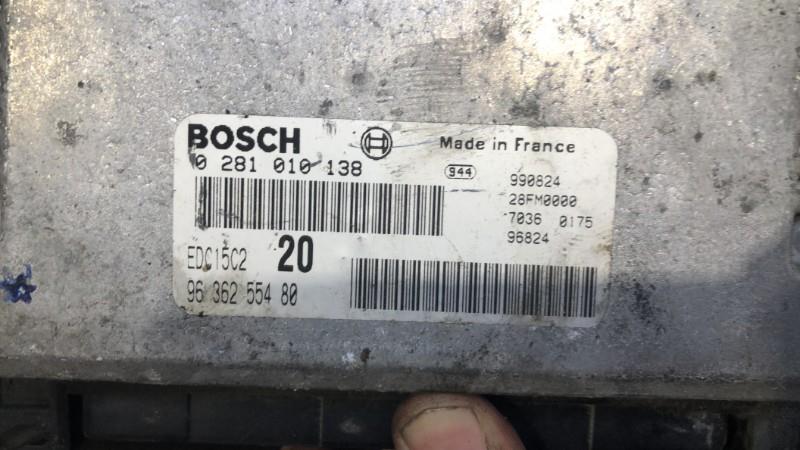 BOSCH
Made in France
0 281 010 138
944
990824
28FM0000
7036 0175
96824
EDC15C2 20
96 362 554 80